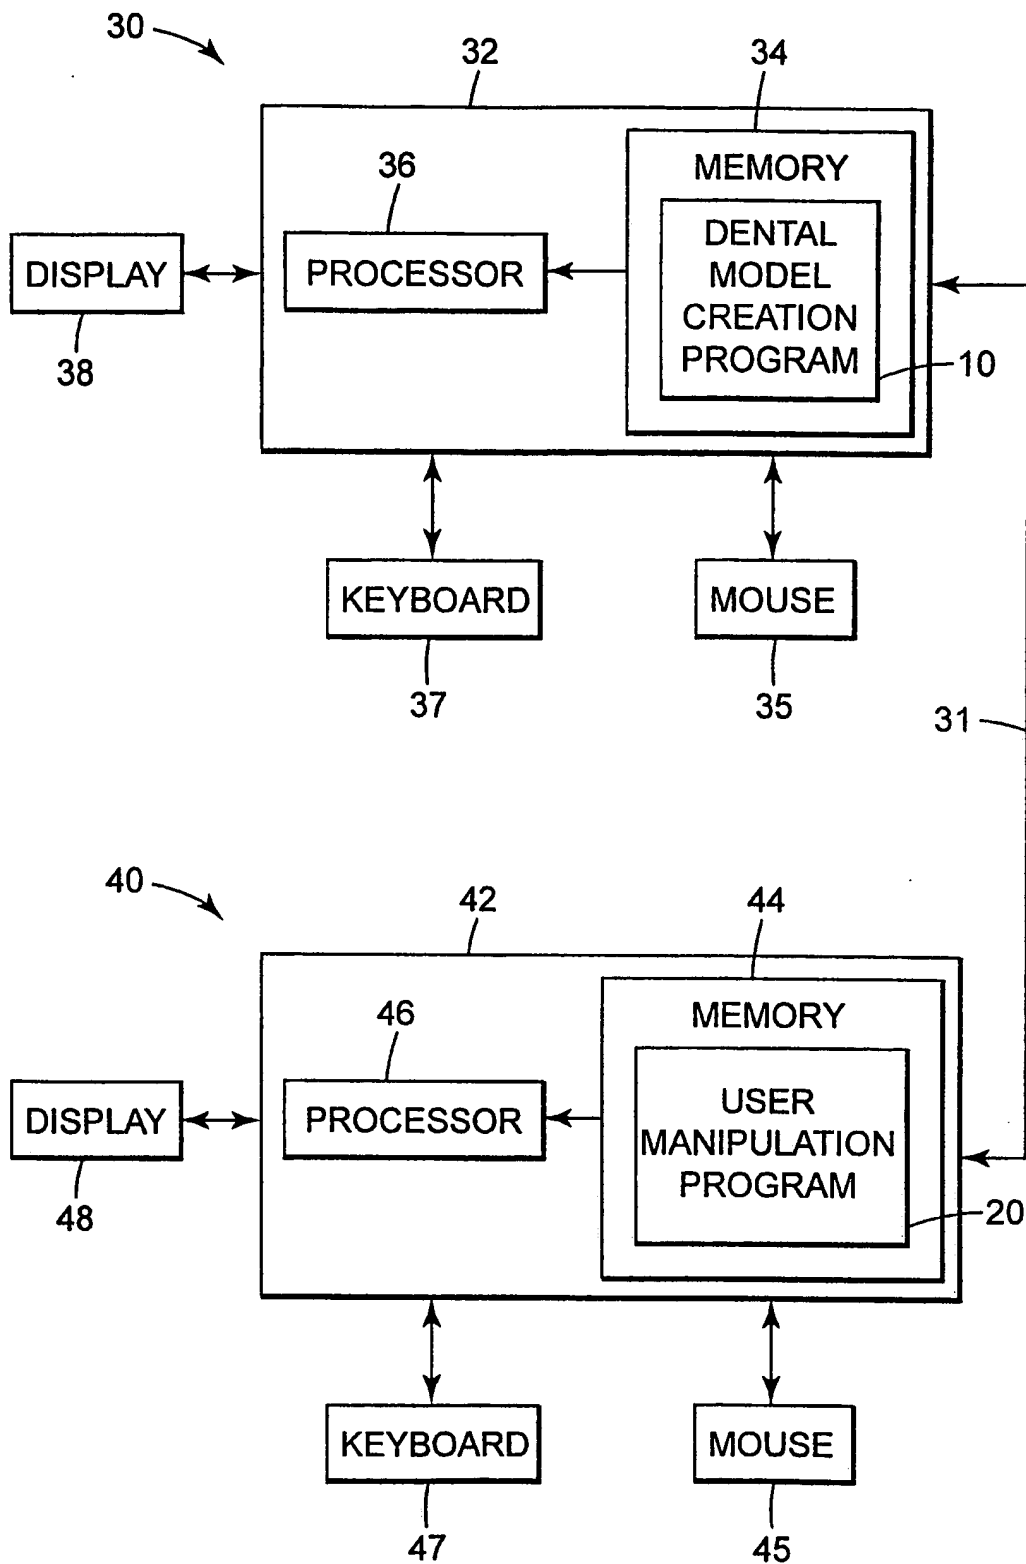 30
32
34
MEMORY
36
DENTAL
MODEL
CREATION
PROGRAM
DISPLAY
PROCESSOR
38
10
KEYBOARD
MOUSE
37
35
31
40
42
44
MEMORY
46
USER
MANIPULATION
PROGRAM
DISPLAY
PROCESSOR
48
20
KEYBOARD
MOUSE
47
45